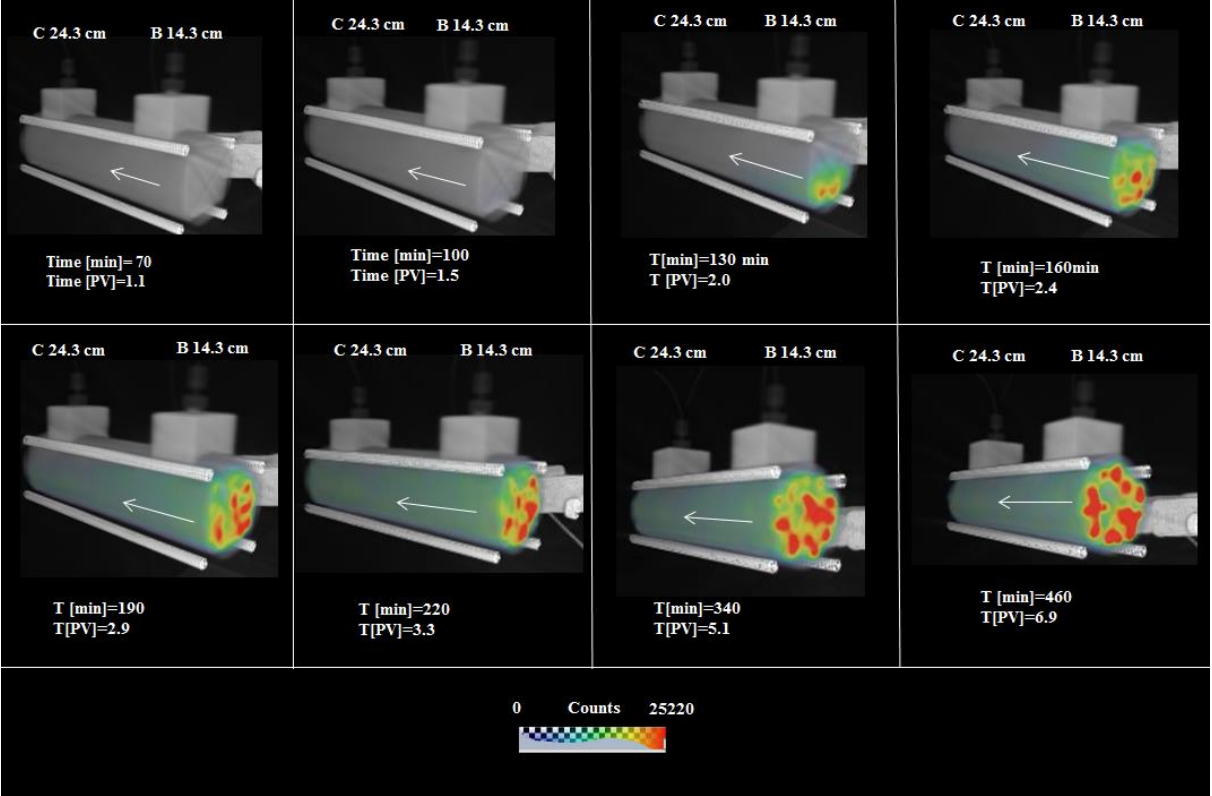 C 24.3 cm B 14.3 cm
Time [min]= 70
Time [PV]=1.1
C 24.3 cm B 14.3 cm
Time [min]=100
Time [PV]=1.5
C 24.3 cm B 14.3 cm
T[min]=130 min
T [PV]=2.0
C 24.3 cm B 14.3 cm
T [min]=160min
T[PV]=2.4
C 24.3 cm B 14.3 cm
T [min]=190
T[PV]=2.9
C 24.3 cm B 14.3 cm
T [min]=220
T[PV]=3.3
C 24.3 cm B 14.3 cm
T[min]=340
T[PV]=5.1
C 24.3 cm B 14.3 cm
T [min]=460
T[PV]=6.9
0 Counts 25220